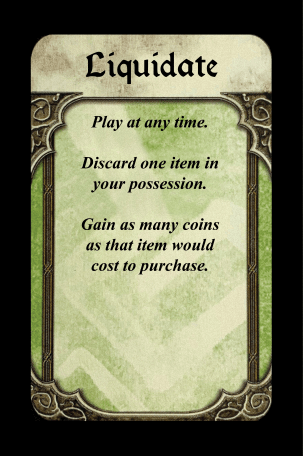 Liquidate
Play at any time.
Discard one item in
your possession.
Gain as many coins
as that item would
cost to purchase.